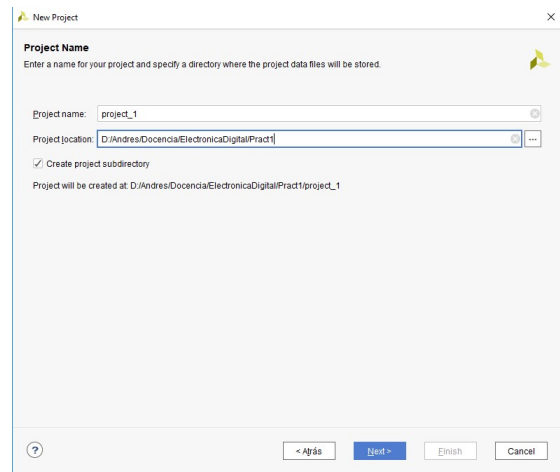 New Project
Project Name
Enter a name for your project and specify a directory where the project data files will be stored.
Project name: project_1
Project location: D:/Andres/Docencia/ElectronicaDigital/Pract1
Create project subdirectory
Project will be created at: D:/Andres/Docencia/ElectronicaDigital/Pract1/project_1
? < Atrás Next > Finish Cancel